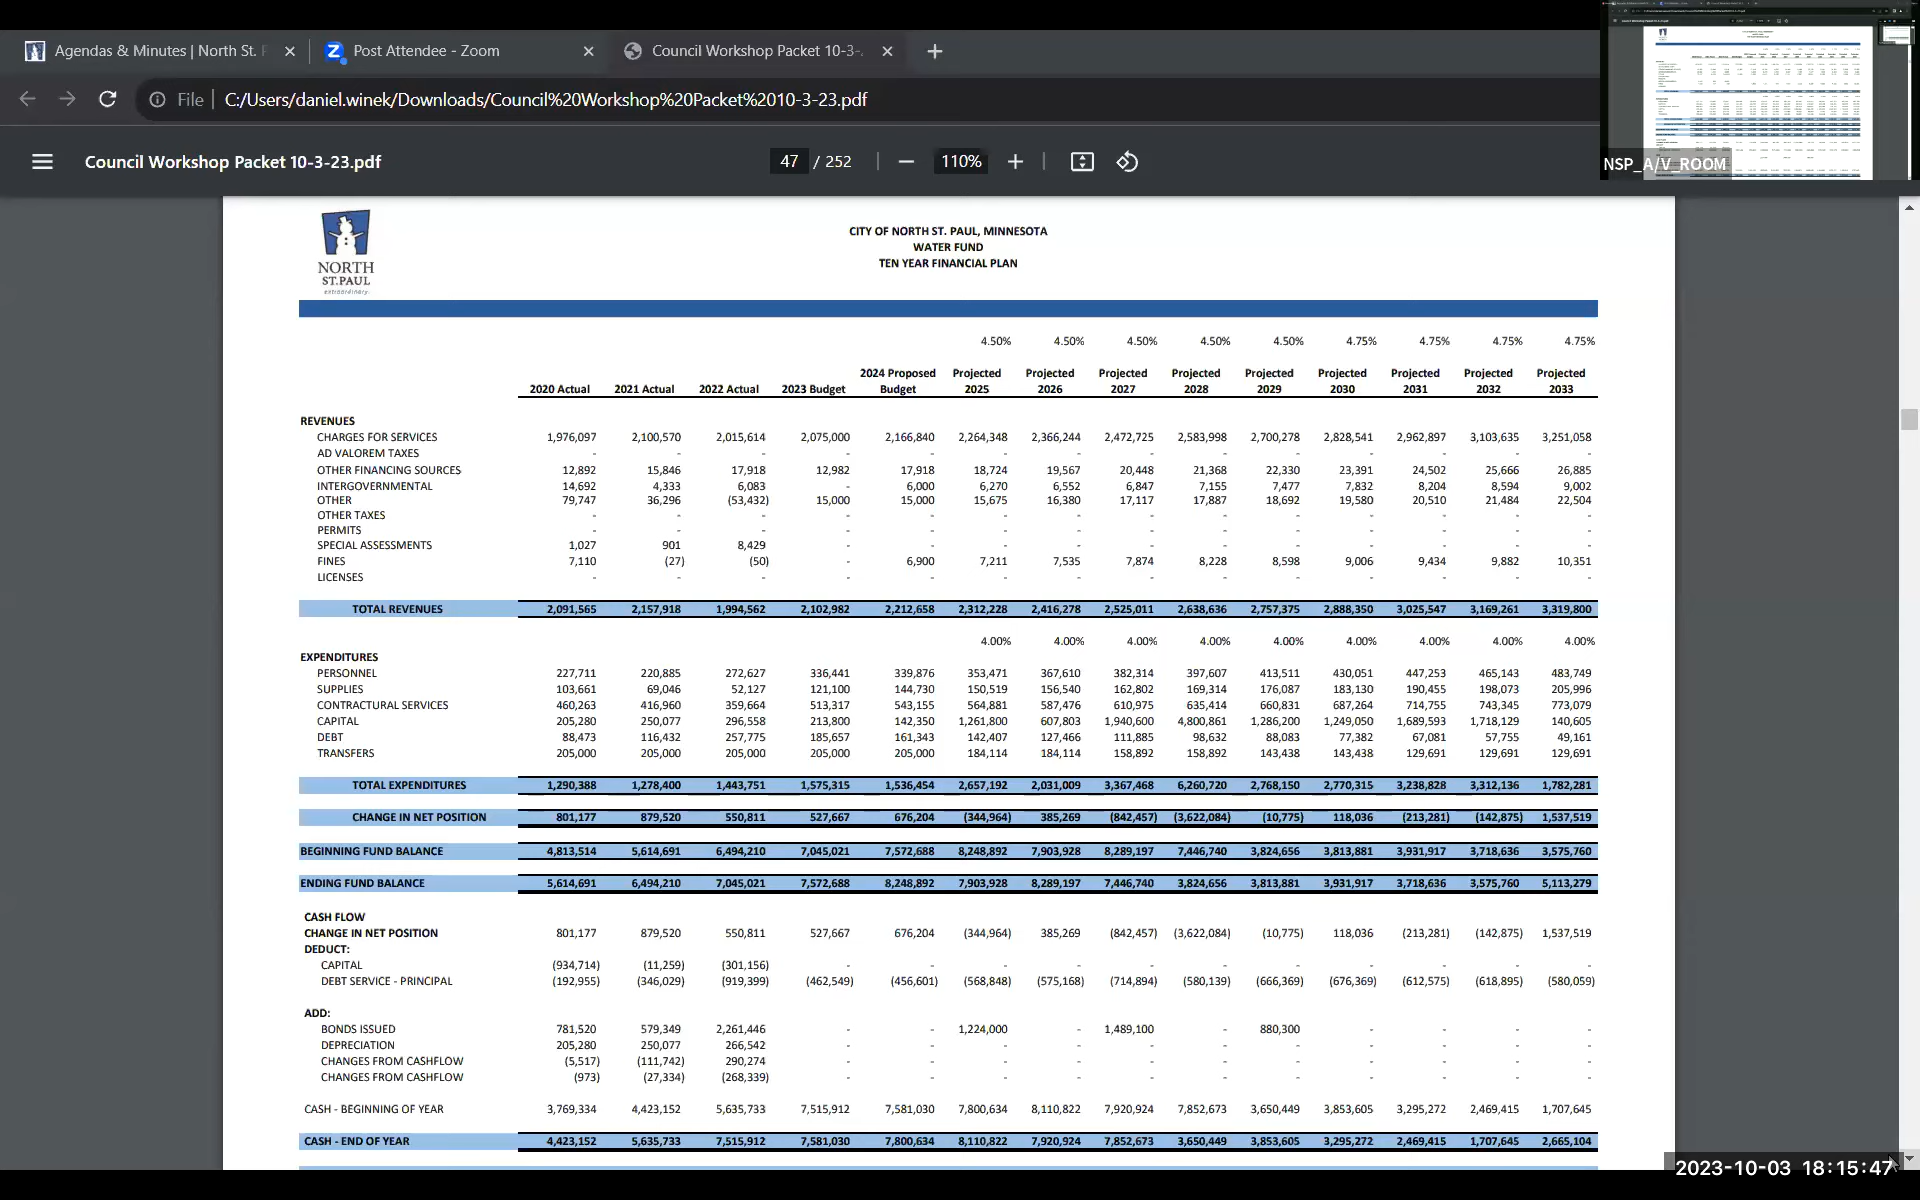 Agendas & Minutes | North St. P
Post Attendee - Zoom
Council Workshop Packet 10-3-
File C:/Users/daniel.winek/Downloads/Council%20Workshop%20Packet%2010-3-23.pdf
Council Workshop Packet 10-3-23.pdf
47 / 252
110%
NSP_A/V_ROOM
NORTH
ST.PAUL
extraordinary.
CITY OF NORTH ST. PAUL, MINNESOTA
WATER FUND
TEN YEAR FINANCIAL PLAN
4.50% 4.50% 4.50% 4.50% 4.50% 4.75% 4.75% 4.75% 4.75%
2024 Proposed Projected Projected Projected Projected Projected Projected Projected Projected Projected
2020 Actual 2021 Actual 2022 Actual 2023 Budget Budget 2025 2026 2027 2028 2029 2030 2031 2032 2033
REVENUES
CHARGES FOR SERVICES 1,976,097 2,100,570 2,015,614 2,075,000 2,166,840 2,264,348 2,366,244 2,472,725 2,583,998 2,700,278 2,828,541 2,962,897 3,103,635 3,251,058
AD VALOREM TAXES - - - - - - - - - - - - - -
OTHER FINANCING SOURCES 12,892 15,846 17,918 12,982 17,918 18,724 19,567 20,448 21,368 22,330 23,391 24,502 25,666 26,885
INTERGOVERNMENTAL 14,692 4,333 6,083 - 6,000 6,270 6,552 6,847 7,155 7,477 7,832 8,204 8,594 9,002
OTHER 79,747 36,296 (53,432) 15,000 15,000 15,675 16,380 17,117 17,887 18,692 19,580 20,510 21,484 22,504
OTHER TAXES - - - - - - - - - - - - - -
PERMITS - - - - - - - - - - - - - -
SPECIAL ASSESSMENTS 1,027 901 8,429 - - - - - - - - - - -
FINES 7,110 (27) (50) - 6,900 7,211 7,535 7,874 8,228 8,598 9,006 9,434 9,882 10,351
LICENSES - - - - - - - - - - - - - -
TOTAL REVENUES 2,091,565 2,157,918 1,994,562 2,102,982 2,212,658 2,312,228 2,416,278 2,525,011 2,638,636 2,757,375 2,888,350 3,025,547 3,169,261 3,319,800
4.00% 4.00% 4.00% 4.00% 4.00% 4.00% 4.00% 4.00% 4.00%
EXPENDITURES
PERSONNEL 227,711 220,885 272,627 336,441 339,876 353,471 367,610 382,314 397,607 413,511 430,051 447,253 465,143 483,749
SUPPLIES 103,661 69,046 52,127 121,100 144,730 150,519 156,540 162,802 169,314 176,087 183,130 190,455 198,073 205,996
CONTRACTURAL SERVICES 460,263 416,960 359,664 513,317 543,155 564,881 587,476 610,975 635,414 660,831 687,264 714,755 743,345 773,079
CAPITAL 205,280 250,077 296,558 213,800 142,350 1,261,800 607,803 1,940,600 4,800,861 1,286,200 1,249,050 1,689,593 1,718,129 140,605
DEBT 88,473 116,432 257,775 185,657 161,343 142,407 127,466 111,885 98,632 88,083 77,382 67,081 57,755 49,161
TRANSFERS 205,000 205,000 205,000 205,000 205,000 184,114 184,114 158,892 158,892 143,438 143,438 129,691 129,691 129,691
TOTAL EXPENDITURES 1,290,388 1,278,400 1,443,751 1,575,315 1,536,454 2,657,192 2,031,009 3,367,468 6,260,720 2,768,150 2,770,315 3,238,828 3,312,136 1,782,281
CHANGE IN NET POSITION 801,177 879,520 550,811 527,667 676,204 (344,964) 385,269 (842,457) (3,622,084) (10,775) 118,036 (213,281) (142,875) 1,537,519
BEGINNING FUND BALANCE 4,813,514 5,614,691 6,494,210 7,045,021 7,572,688 8,248,892 7,903,928 8,289,197 7,446,740 3,824,656 3,813,881 3,931,917 3,718,636 3,575,760
ENDING FUND BALANCE 5,614,691 6,494,210 7,045,021 7,572,688 8,248,892 7,903,928 8,289,197 7,446,740 3,824,656 3,813,881 3,931,917 3,718,636 3,575,760 5,113,279
CASH FLOW
CHANGE IN NET POSITION 801,177 879,520 550,811 527,667 676,204 (344,964) 385,269 (842,457) (3,622,084) (10,775) 118,036 (213,281) (142,875) 1,537,519
DEDUCT:
CAPITAL (934,714) (11,259) (301,156) - - - - - - - - - - -
DEBT SERVICE - PRINCIPAL (192,955) (346,029) (919,399) (462,549) (456,601) (568,848) (575,168) (714,894) (580,139) (666,369) (676,369) (612,575) (618,895) (580,059)
ADD:
BONDS ISSUED 781,520 579,349 2,261,446 - - 1,224,000 - 1,489,100 - 880,300 - - - -
DEPRECIATION 205,280 250,077 266,542 - - - - - - - - - - -
CHANGES FROM CASHFLOW (5,517) (111,742) 290,274 - - - - - - - - - - -
CHANGES FROM CASHFLOW (973) (27,334) (268,339) - - - - - - - - - - -
CASH - BEGINNING OF YEAR 3,769,334 4,423,152 5,635,733 7,515,912 7,581,030 7,800,634 8,110,822 7,920,924 7,852,673 3,650,449 3,853,605 3,295,272 2,469,415 1,707,645
CASH - END OF YEAR 4,423,152 5,635,733 7,515,912 7,581,030 7,800,634 8,110,822 7,920,924 7,852,673 3,650,449 3,853,605 3,295,272 2,469,415 1,707,645 2,665,104
2023-10-03 18:15:47